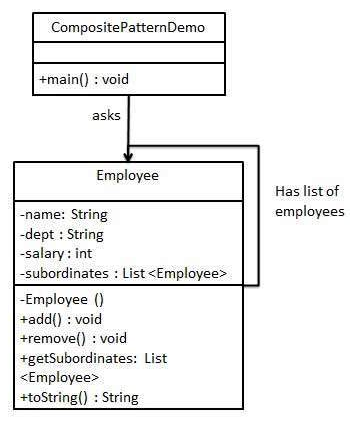 CompositePatternDemo
+main() : void
asks
Employee
Has list of
employees
-name: String
-dept : String
-salary : int
-subordinates : List <Employee>
-Employee ()
+add() : void
+remove() : void
+getSubordinates: List
<Employee>
+toString() : String